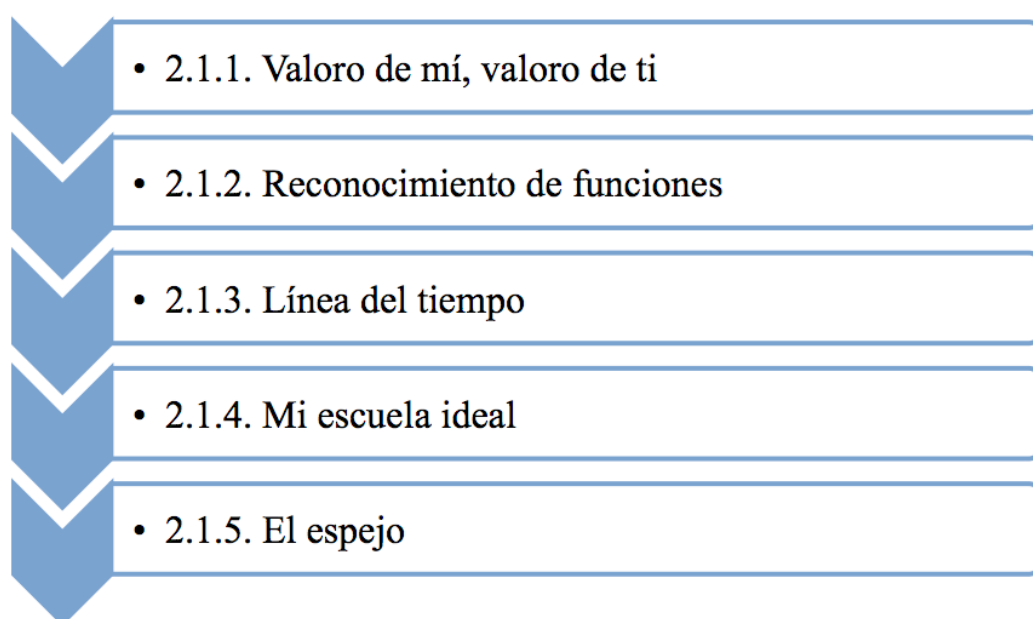 • 2.1.1. Valoro de mí, valoro de ti
• 2.1.2. Reconocimiento de funciones
• 2.1.3. Línea del tiempo
• 2.1.4. Mi escuela ideal
• 2.1.5. El espejo